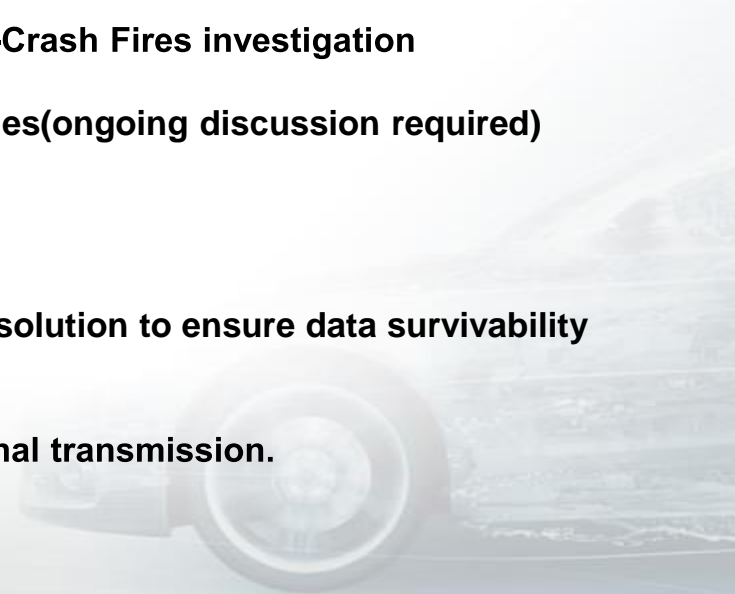 -Crash Fires investigation
es(ongoing discussion required)
solution to ensure data survivability
nal transmission.